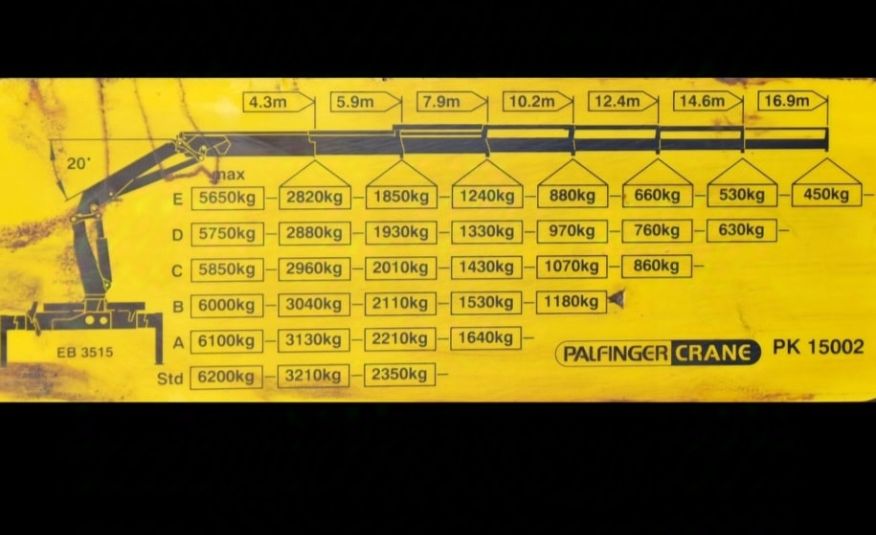 4.3m 5.9m 7.9m 10.2m 12.4m 14.6m 16.9m
20°
max
E 5650kg 2820kg 1850kg 1240kg 880kg 660kg 530kg 450kg
D 5750kg 2880kg 1930kg 1330kg 970kg 760kg 630kg
C 5850kg 2960kg 2010kg 1430kg 1070kg 860kg
B 6000kg 3040kg 2110kg 1530kg 1180kg
A 6100kg 3130kg 2210kg 1640kg
EB 3515
PALFINGER CRANE PK 15002
Std 6200kg 3210kg 2350kg